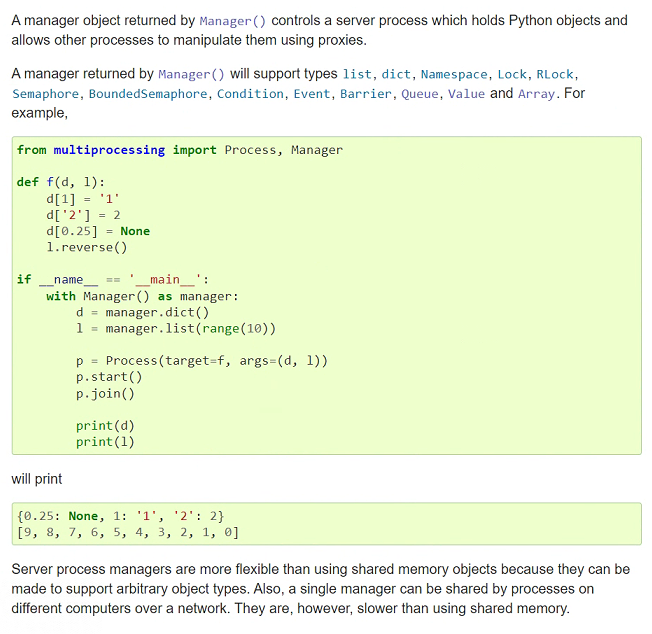 A manager object returned by Manager() controls a server process which holds Python objects and
allows other processes to manipulate them using proxies.
A manager returned by Manager() will support types list, dict, Namespace, Lock, RLock,
Semaphore, BoundedSemaphore, Condition, Event, Barrier, Queue, Value and Array. For
example,
from multiprocessing import Process, Manager
def f(d, l):
    d[1] = '1'
    d['2'] = 2
    d[0.25] = None
    l.reverse()
if __name__ == '__main__':
    with Manager() as manager:
        d = manager.dict()
        l = manager.list(range(10))
        p = Process(target=f, args=(d, l))
        p.start()
        p.join()
        print(d)
        print(l)
will print
{0.25: None, 1: '1', '2': 2}
[9, 8, 7, 6, 5, 4, 3, 2, 1, 0]
Server process managers are more flexible than using shared memory objects because they can be
made to support arbitrary object types. Also, a single manager can be shared by processes on
different computers over a network. They are, however, slower than using shared memory.